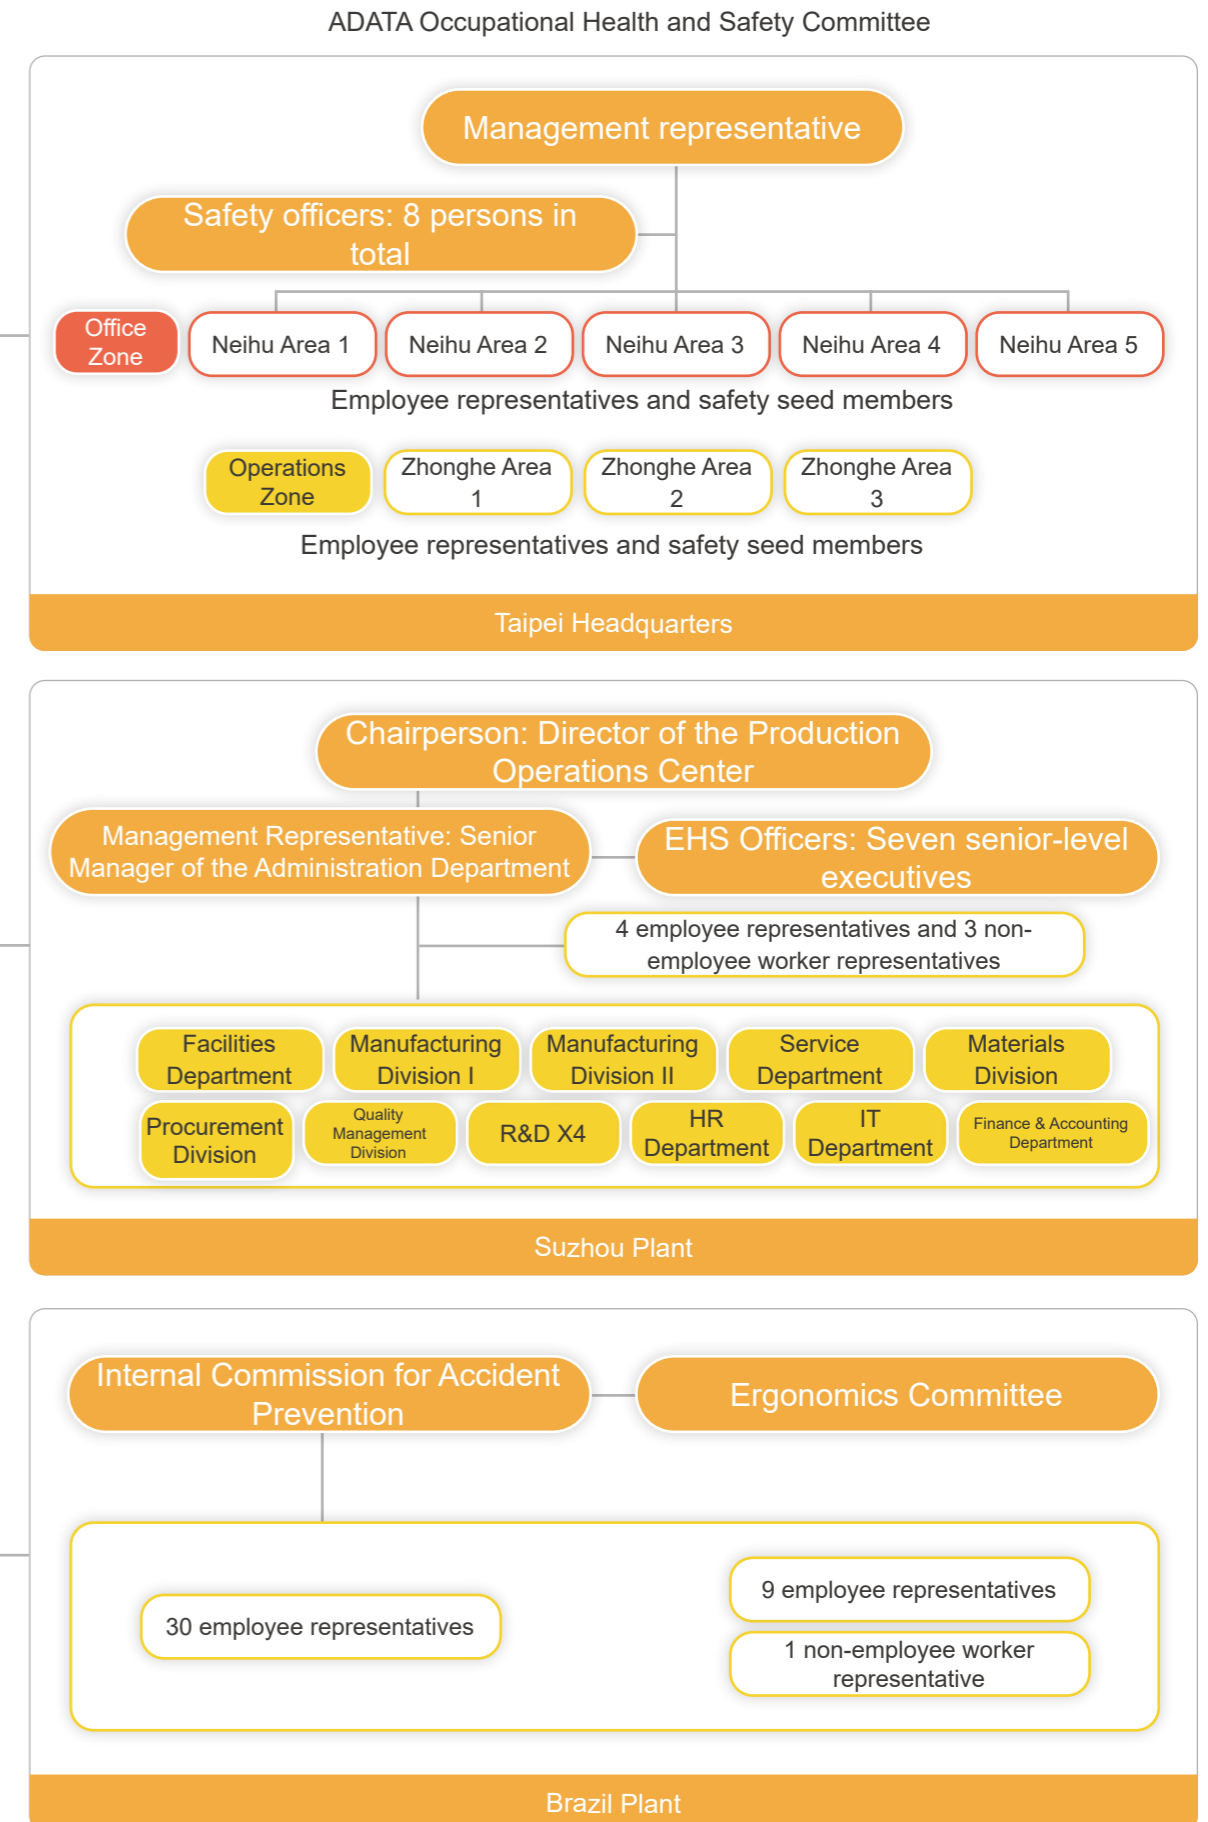 ADATA Occupational Health and Safety Committee
Management representative
Safety officers: 8 persons in
total
Office
Zone
Neihu Area 1
Neihu Area 2
Neihu Area 3
Neihu Area 4
Neihu Area 5
Employee representatives and safety seed members
Operations
Zone
Zhonghe Area
1
Zhonghe Area
2
Zhonghe Area
3
Employee representatives and safety seed members
Taipei Headquarters
Chairperson: Director of the Production
Operations Center
Management Representative: Senior
Manager of the Administration Department
EHS Officers: Seven senior-level
executives
4 employee representatives and 3 non-
employee worker representatives
Facilities
Department
Manufacturing
Division I
Manufacturing
Division II
Service
Department
Materials
Division
Procurement
Division
Quality
Management
Division
R&D X4
HR
Department
IT
Department
Finance & Accounting
Department
Suzhou Plant
Internal Commission for Accident
Prevention
Ergonomics Committee
30 employee representatives
9 employee representatives
1 non-employee worker
representative
Brazil Plant